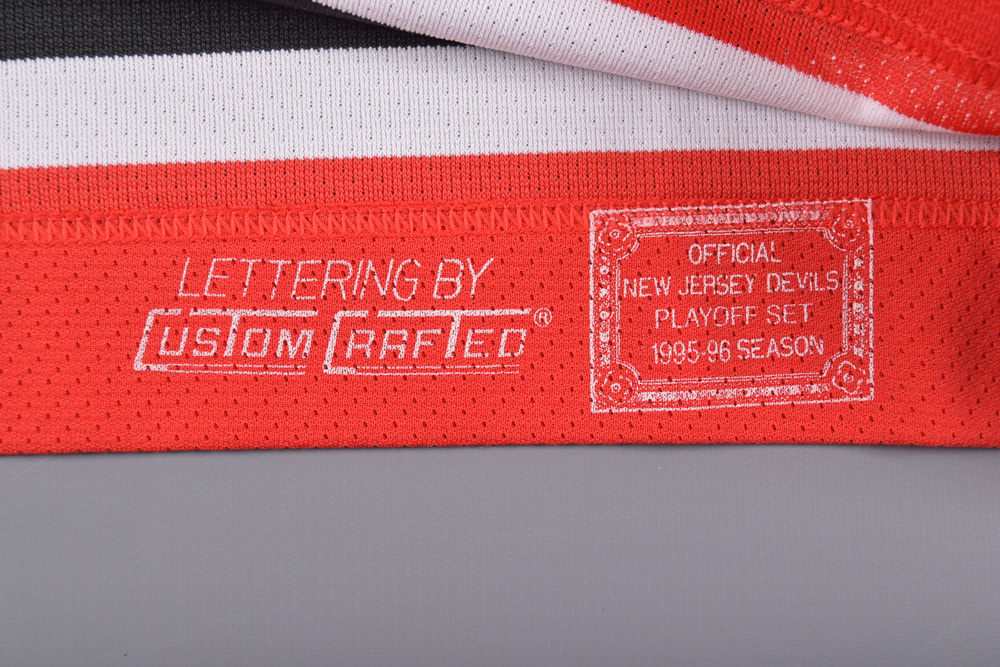 LETTERING BY
CUSTOM CRAFTED®
OFFICIAL
NEW JERSEY DEVILS
PLAYOFF SET
1995-96 SEASON